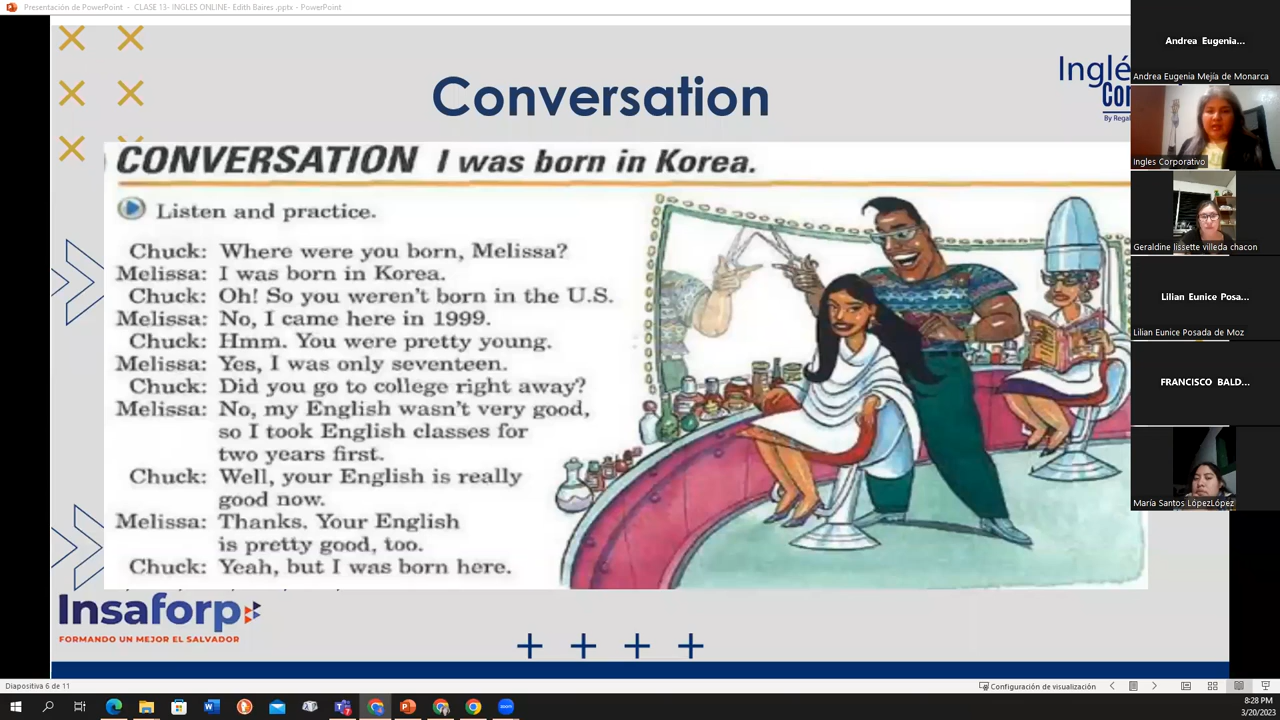 Presentación de PowerPoint - CLASE 13- INGLES ONLINE- Edith Baires .pptx - PowerPoint
Conversation
Inglé
Cor
By Regal
CONVERSATION I was born in Korea.
Listen and practice.
Chuck: Where were you born, Melissa?
Melissa: I was born in Korea.
Chuck: Oh! So you weren't born in the U.S.
Melissa: No, I came here in 1999.
Chuck: Hmm. You were pretty young.
Melissa: Yes, I was only seventeen.
Chuck: Did you go to college right away?
Melissa: No, my English wasn't very good,
so I took English classes for
two years first.
Chuck: Well, your English is really
good now.
Melissa: Thanks. Your English
is pretty good, too.
Chuck: Yeah, but I was born here.
Insaforp
FORMANDO UN MEJOR EL SALVADOR
Andrea Eugenia...
Andrea Eugenia Mejía de Monarca
Ingles Corporativo
Geraldine lissette villeda chacon
Lilian Eunice Posa...
Lilian Eunice Posada de Moz
FRANCISCO BALD...
María Santos LópezLópez
Diapositiva 6 de 11
Configuración de visualización
8:28 PM
3/20/2023